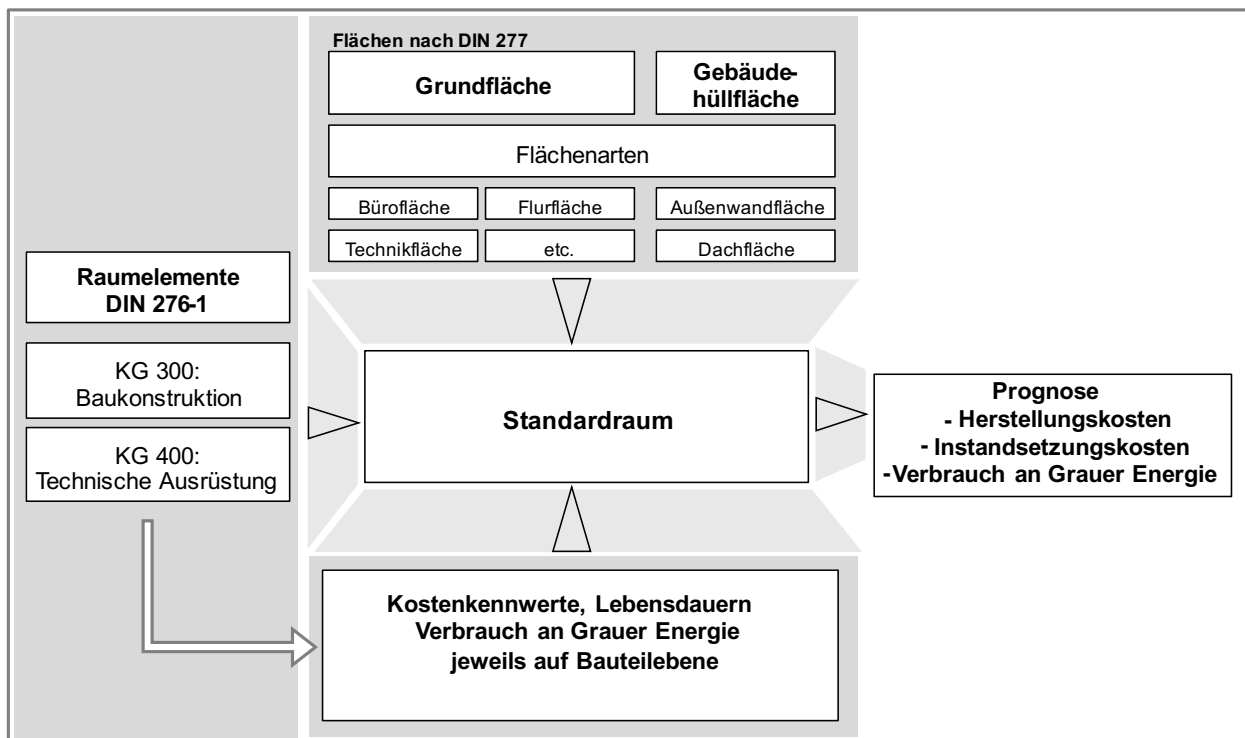 Flächen nach DIN 277
Grundfläche
Gebäude-
hüllfläche
Flächenarten
Bürofläche
Flurfläche
Außenwandfläche
Technikfläche
etc.
Dachfläche
Raumelemente
DIN 276-1
KG 300:
Baukonstruktion
KG 400:
Technische Ausrüstung
Standardraum
Prognose
- Herstellungskosten
- Instandsetzungskosten
-Verbrauch an Grauer Energie
Kostenkennwerte, Lebensdauern
Verbrauch an Grauer Energie
jeweils auf Bauteilebene